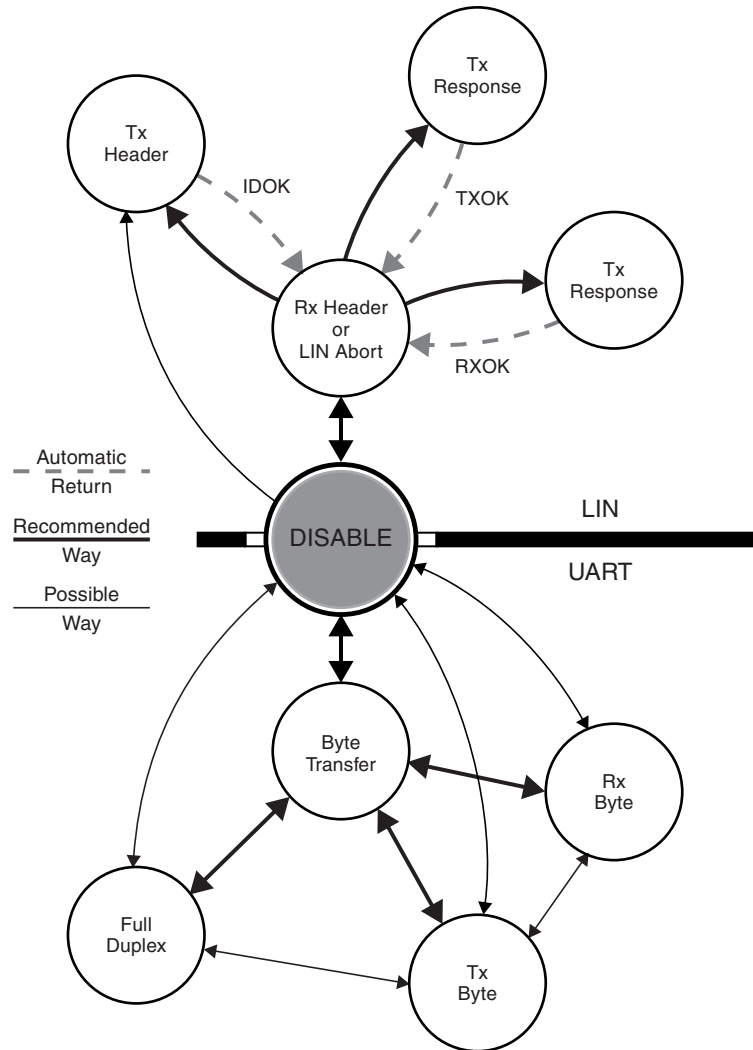 Tx
Response
Tx
Header
IDOK
TXOK
Tx
Response
Rx Header
or
LIN Abort
RXOK
Automatic
Return
Recommended
Way
Possible
Way
DISABLE
LIN
UART
Byte
Transfer
Rx
Byte
Full
Duplex
Tx
Byte